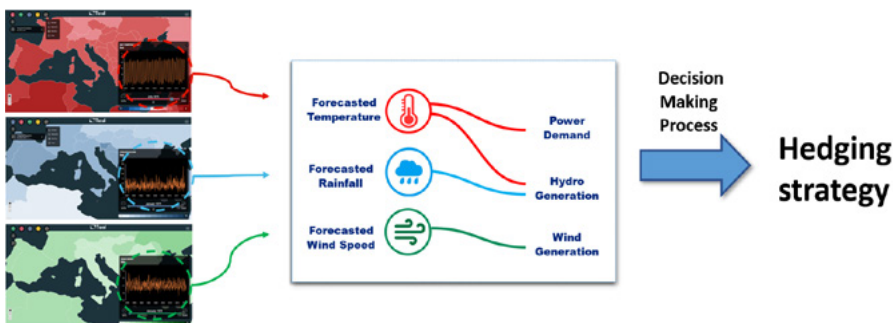 Forecasted
Temperature
Power
Demand
Forecasted
Rainfall
Hydro
Generation
Forecasted
Wind Speed
Wind
Generation
Decision
Making
Process
Hedging
strategy